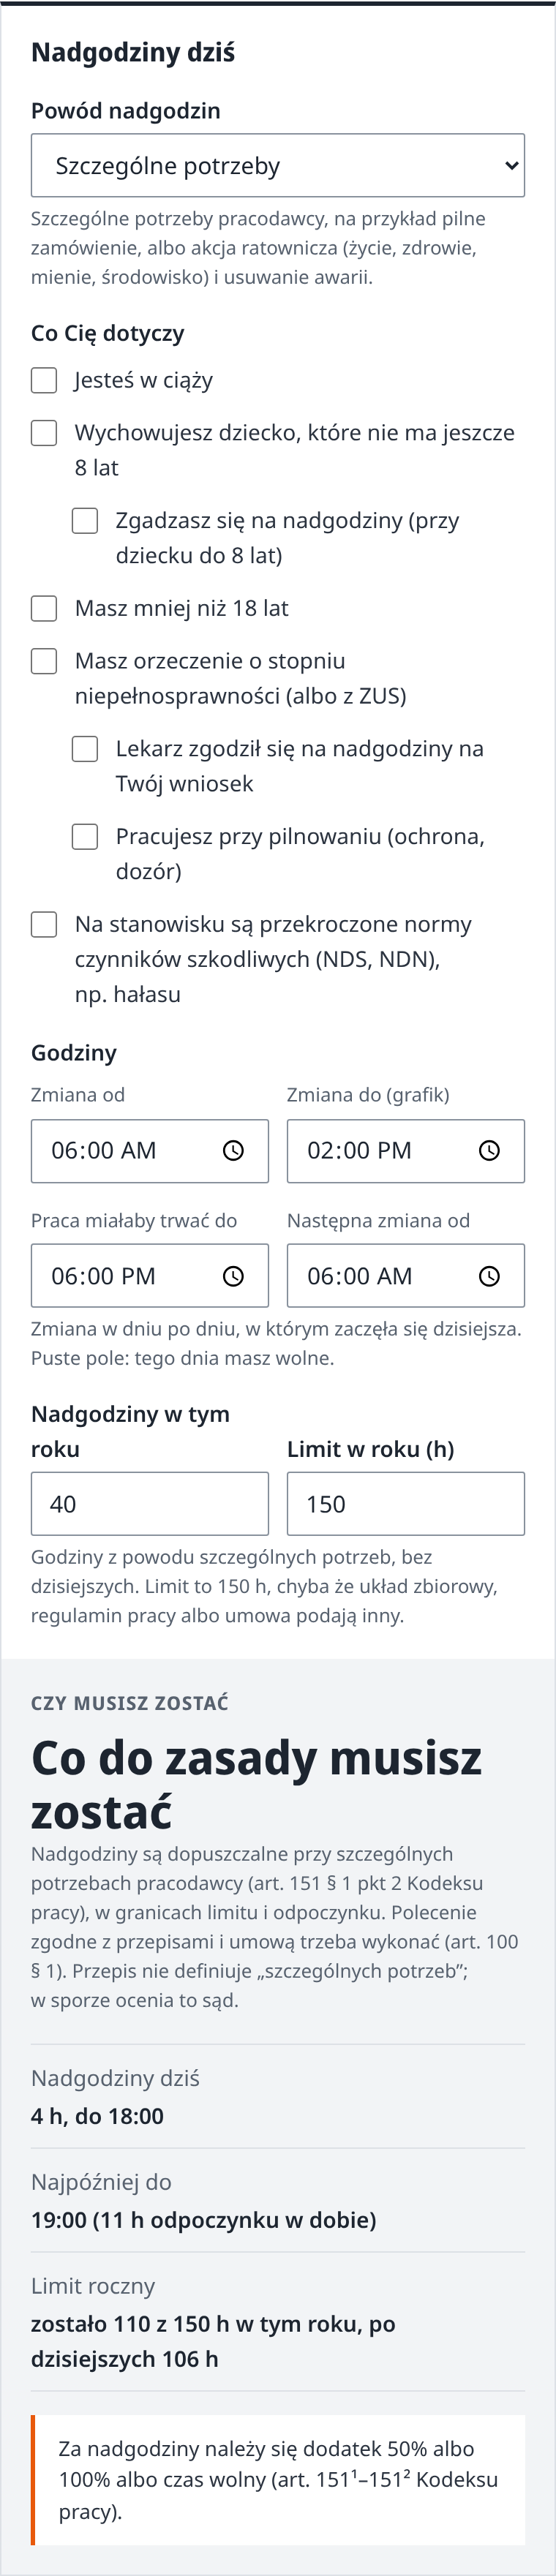 Nadgodziny dziś
Powód nadgodzin
Szczególne potrzeby
Szczególne potrzeby pracodawcy, na przykład pilne
zamówienie, albo akcja ratownicza (życie, zdrowie,
mienie, środowisko) i usuwanie awarii.
Co Cię dotyczy
Jesteś w ciąży
Wychowujesz dziecko, które nie ma jeszcze
8 lat
Zgadzasz się na nadgodziny (przy
dziecku do 8 lat)
Masz mniej niż 18 lat
Masz orzeczenie o stopniu
niepełnosprawności (albo z ZUS)
Lekarz zgodził się na nadgodziny na
Twój wniosek
Pracujesz przy pilnowaniu (ochrona,
dozór)
Na stanowisku są przekroczone normy
czynników szkodliwych (NDS, NDN),
np. hałasu
Godziny
Zmiana od
Zmiana do (grafik)
06:00 AM
02:00 PM
Praca miałaby trwać do
Następna zmiana od
06:00 PM
06:00 AM
Zmiana w dniu po dniu, w którym zaczęła się dzisiejsza.
Puste pole: tego dnia masz wolne.
Nadgodziny w tym
roku
Limit w roku (h)
40
150
Godziny z powodu szczególnych potrzeb, bez
dzisiejszych. Limit to 150 h, chyba że układ zbiorowy,
regulamin pracy albo umowa podają inny.
CZY MUSISZ ZOSTAĆ
Co do zasady musisz
zostać
Nadgodziny są dopuszczalne przy szczególnych
potrzebach pracodawcy (art. 151 § 1 pkt 2 Kodeksu
pracy), w granicach limitu i odpoczynku. Polecenie
zgodne z przepisami i umową trzeba wykonać (art. 100
§ 1). Przepis nie definiuje „szczególnych potrzeb”;
w sporze ocenia to sąd.
Nadgodziny dziś
4 h, do 18:00
Najpóźniej do
19:00 (11 h odpoczynku w dobie)
Limit roczny
zostało 110 z 150 h w tym roku, po
dzisiejszych 106 h
Za nadgodziny należy się dodatek 50% albo
100% albo czas wolny (art. 151¹–151² Kodeksu
pracy).